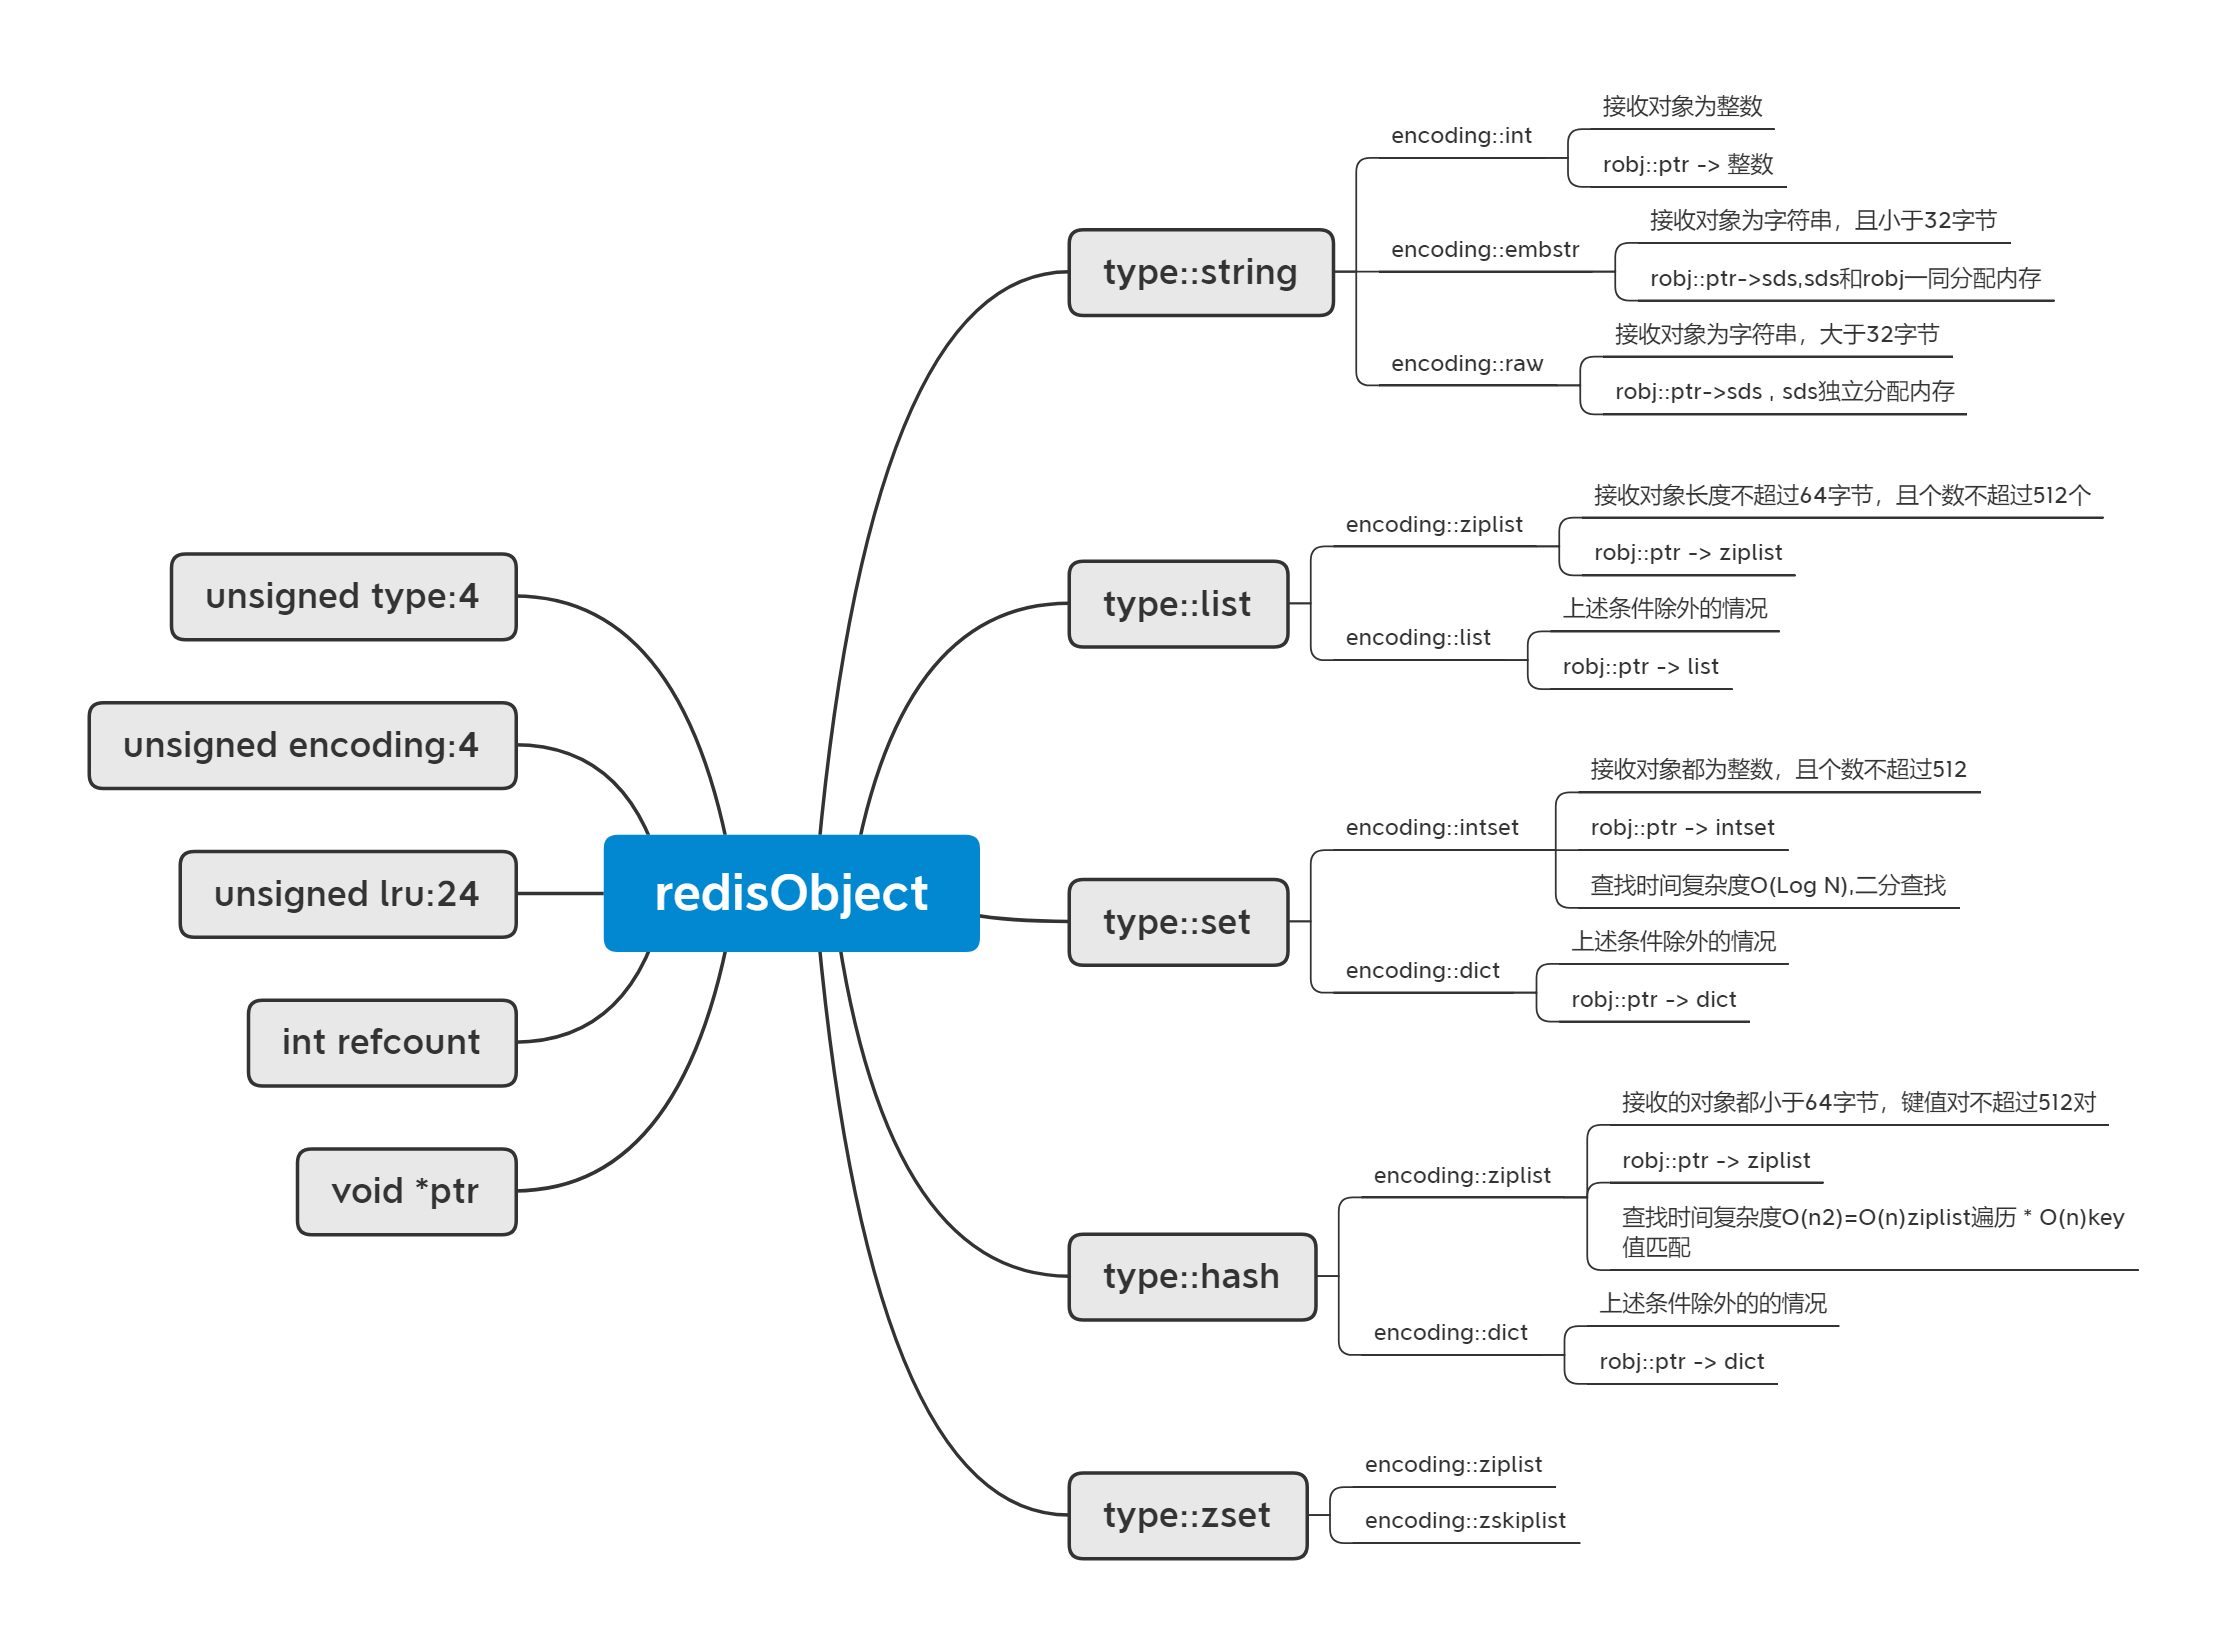 redisObject
unsigned type:4
unsigned encoding:4
unsigned lru:24
int refcount
void *ptr
type::string
encoding::int
接收对象为整数
robj::ptr -> 整数
encoding::embstr
接收对象为字符串，且小于32字节
robj::ptr->sds,sds和robj一同分配内存
encoding::raw
接收对象为字符串，大于32字节
robj::ptr->sds , sds独立分配内存
type::list
encoding::ziplist
接收对象长度不超过64字节，且个数不超过512个
robj::ptr -> ziplist
encoding::list
上述条件除外的情况
robj::ptr -> list
type::set
encoding::intset
接收对象都为整数，且个数不超过512
robj::ptr -> intset
查找时间复杂度O(Log N),二分查找
encoding::dict
上述条件除外的情况
robj::ptr -> dict
type::hash
encoding::ziplist
接收的对象都小于64字节，键值对不超过512对
robj::ptr -> ziplist
查找时间复杂度O(n2)=O(n)ziplist遍历 * O(n)key
值匹配
encoding::dict
上述条件除外的的情况
robj::ptr -> dict
type::zset
encoding::ziplist
encoding::zskiplist